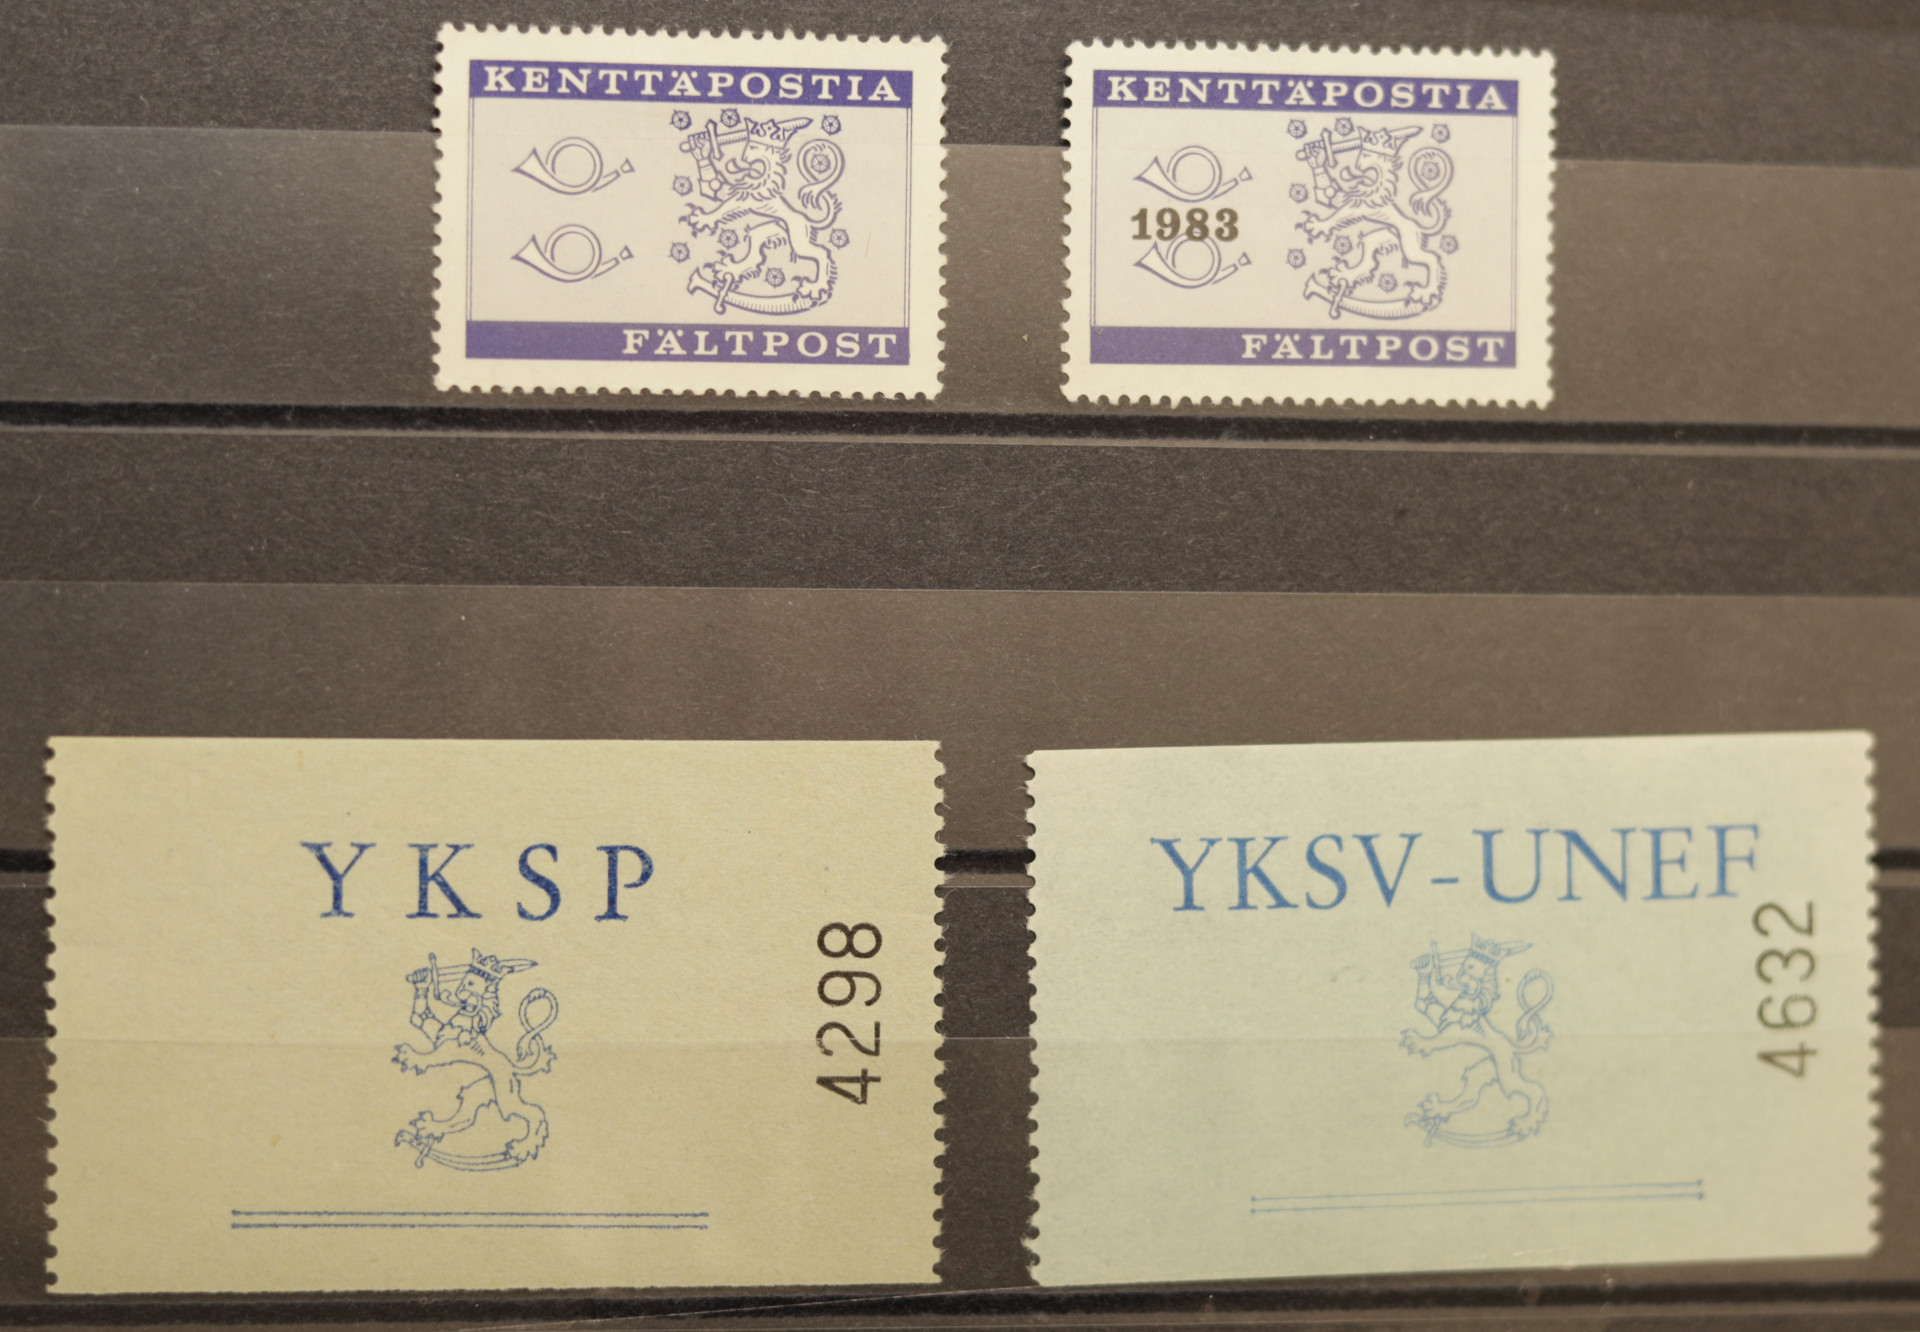 KENTTÄPOSTIA
FÄLTPOST
KENTTÄPOSTIA
1983
FÄLTPOST
YKSP
4298
YKSV-UNEF
4632